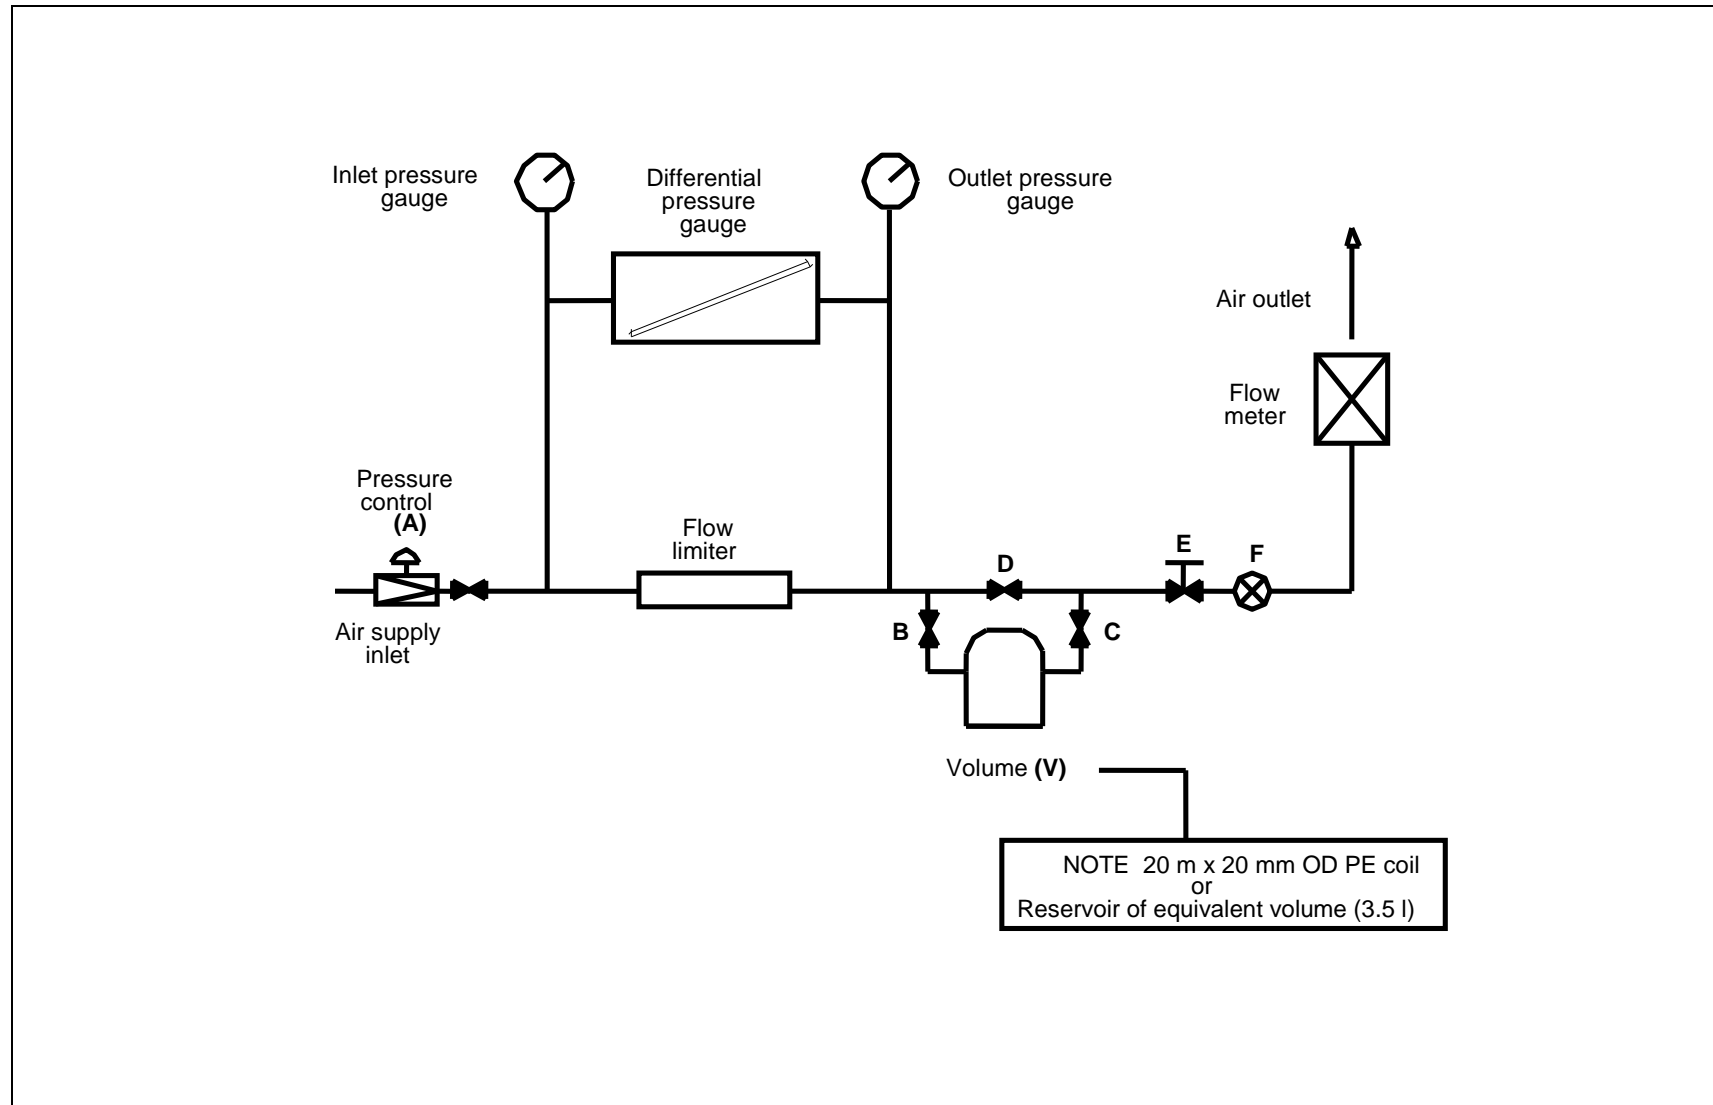 Inlet pressure
gauge
Differential
pressure
gauge
Outlet pressure
gauge
Air outlet
Flow
meter
Pressure
control
(A)
Flow
limiter
Air supply
inlet
D
E
F
B
C
Volume (V)
NOTE 20 m x 20 mm OD PE coil
or
Reservoir of equivalent volume (3.5 l)